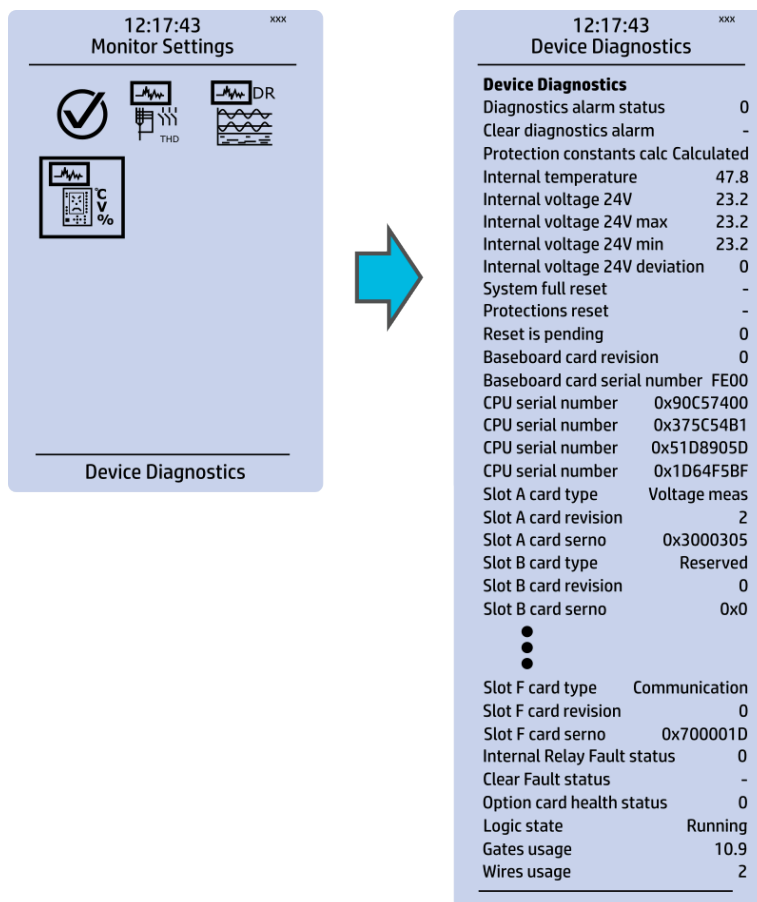 12:17:43 xxx
Monitor Settings
DR
THD
°C
V
%
Device Diagnostics
12:17:43 xxx
Device Diagnostics
Device Diagnostics
Diagnostics alarm status 0
Clear diagnostics alarm -
Protection constants calc Calculated
Internal temperature 47.8
Internal voltage 24V 23.2
Internal voltage 24V max 23.2
Internal voltage 24V min 23.2
Internal voltage 24V deviation 0
System full reset -
Protections reset -
Reset is pending 0
Baseboard card revision 0
Baseboard card serial number FE00
CPU serial number 0x90C57400
CPU serial number 0x375C54B1
CPU serial number 0x51D8905D
CPU serial number 0x1D64F5BF
Slot A card type Voltage meas
Slot A card revision 2
Slot A card serno 0x3000305
Slot B card type Reserved
Slot B card revision 0
Slot B card serno 0x0
Slot F card type Communication
Slot F card revision 0
Slot F card serno 0x700001D
Internal Relay Fault status 0
Clear Fault status -
Option card health status 0
Logic state Running
Gates usage 10.9
Wires usage 2